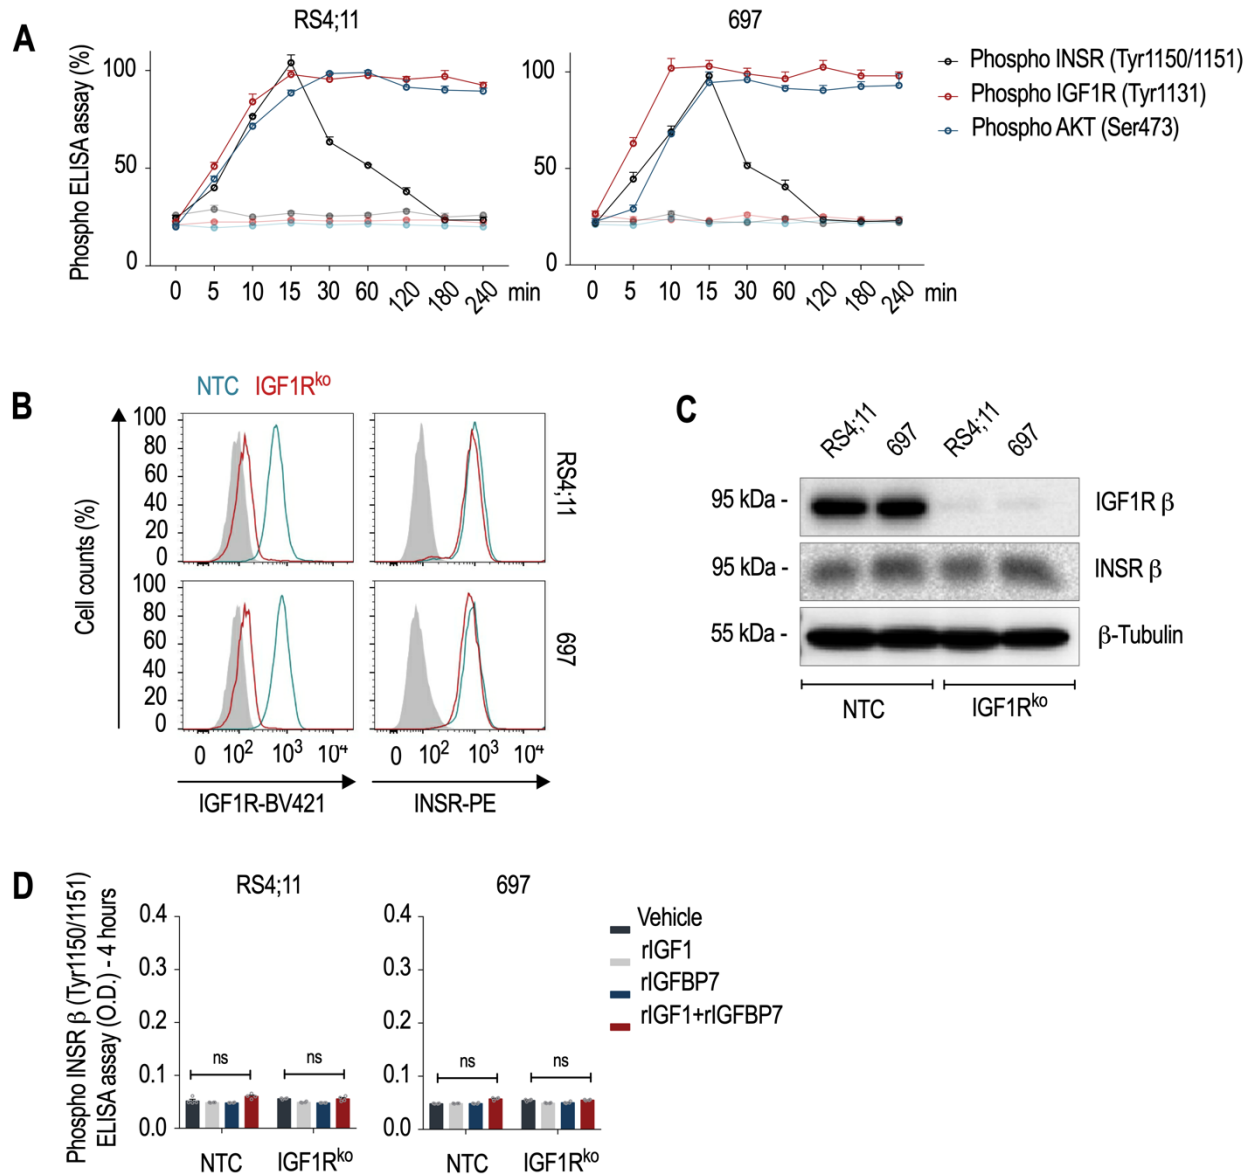 A
RS4;11
697
Phospho ELISA assay (%)
100
50
0
0 5 10 15 30 60 120 180 240 min
100
50
0
0 5 10 15 30 60 120 180 240 min
Phospho INSR (Tyr1150/1151)
Phospho IGF1R (Tyr1131)
Phospho AKT (Ser473)
B
NTC IGF1Rko
Cell counts (%)
100
80
60
40
20
0
RS4;11
100
80
60
40
20
0
697
0 102 103 104
0 102 103 104
IGF1R-BV421
INSR-PE
C
RS4;11 697 RS4;11 697
95 kDa - IGF1R β
95 kDa - INSR β
55 kDa - β-Tubulin
NTC IGF1Rko
D
RS4;11
697
Phospho INSR β (Tyr1150/1151)
ELISA assay (O.D.) - 4 hours
0.4
0.3
0.2
0.1
0.0
ns ns
NTC IGF1Rko
0.4
0.3
0.2
0.1
0.0
ns ns
NTC IGF1Rko
Vehicle
rIGF1
rIGFBP7
rIGF1+rIGFBP7